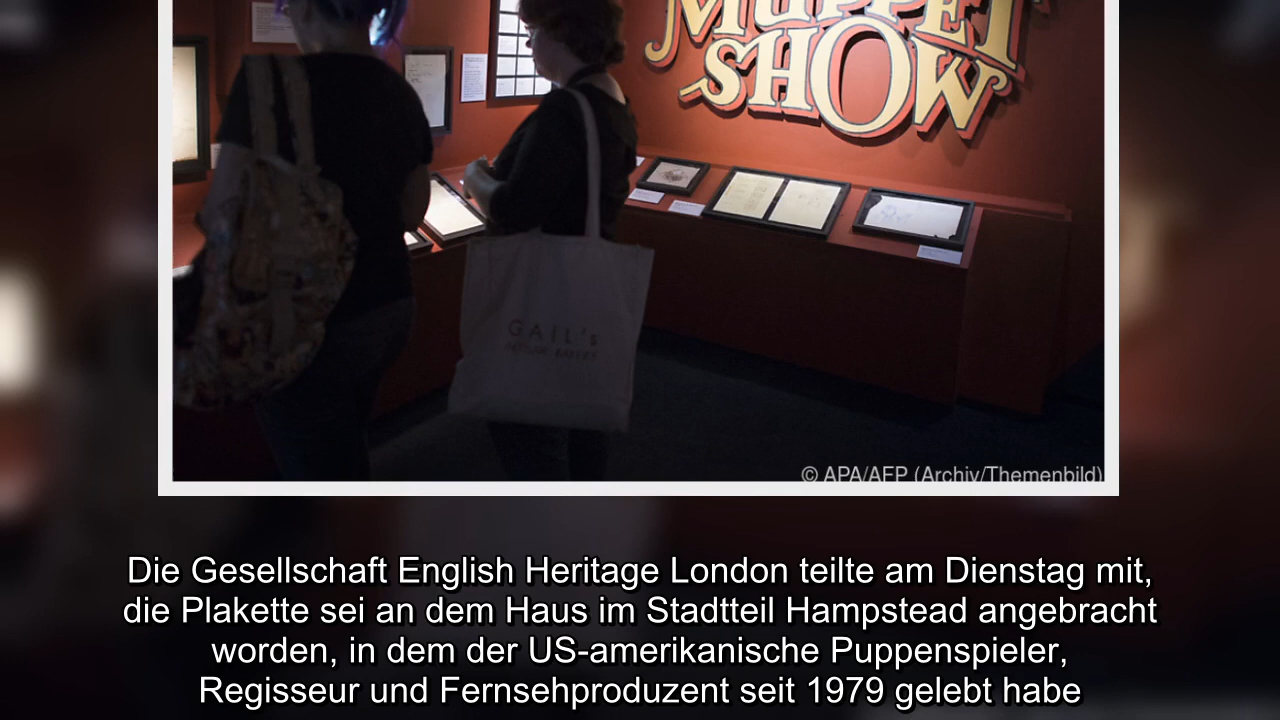 MUPPET
SHOW
GAIL's
© APA/AFP (Archiv/Themenbild)
Die Gesellschaft English Heritage London teilte am Dienstag mit,
die Plakette sei an dem Haus im Stadtteil Hampstead angebracht
worden, in dem der US-amerikanische Puppenspieler,
Regisseur und Fernsehproduzent seit 1979 gelebt habe